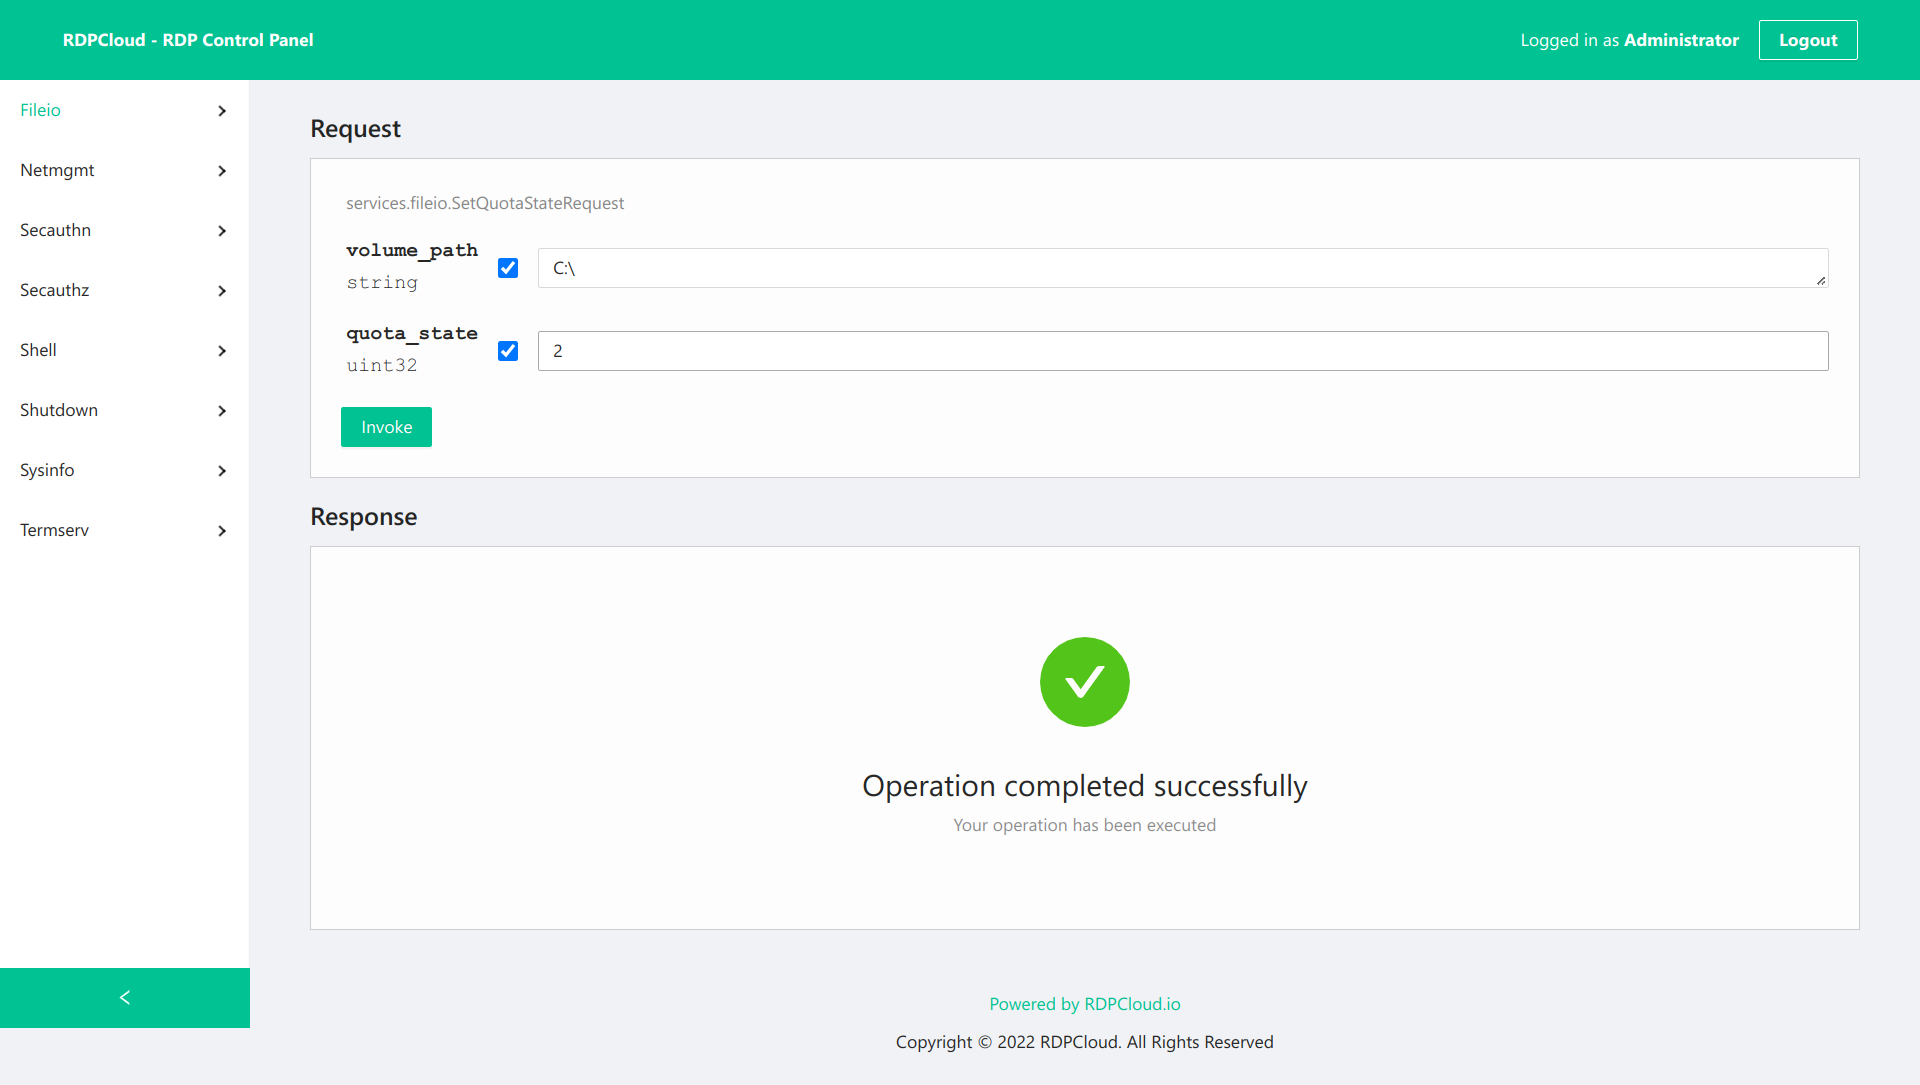 RDPCloud - RDP Control Panel
Logged in as Administrator
Logout
Fileio
Netmgmt
Secauthn
Secauthz
Shell
Shutdown
Sysinfo
Termserv
Request
services.fileio.SetQuotaStateRequest
volume_path
string
C:\
quota_state
uint32
2
Invoke
Response
Operation completed successfully
Your operation has been executed
Powered by RDPCloud.io
Copyright © 2022 RDPCloud. All Rights Reserved